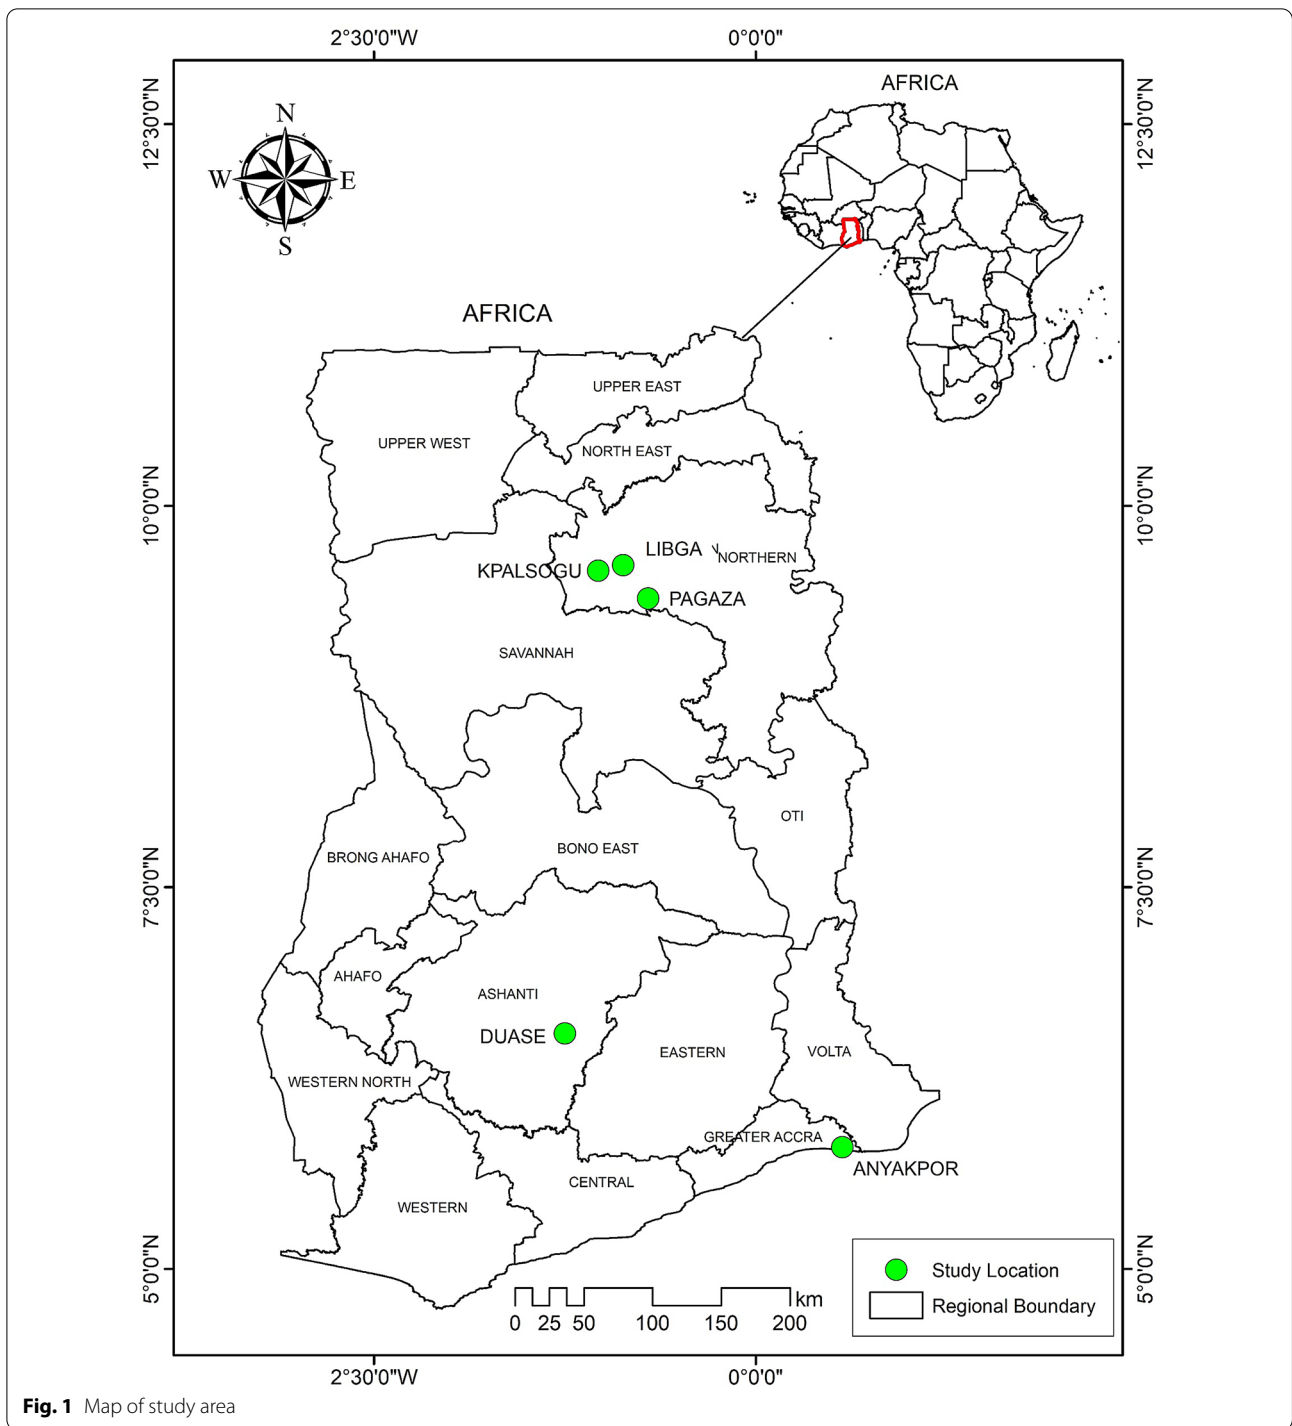 2°30'0"W
0°0'0"
12°30'0"N
12°30'0"N
AFRICA
N
W
E
S
AFRICA
UPPER EAST
UPPER WEST
NORTH EAST
10°0'0"N
10°0'0"N
LIBGA
NORTHERN
KPALSOGU
PAGAZA
SAVANNAH
OTI
BONO EAST
BRONG AHAFO
7°30'0"N
7°30'0"N
AHAFO
ASHANTI
DUASE
EASTERN
VOLTA
WESTERN NORTH
GREATER ACCRA
ANYAKPOR
CENTRAL
WESTERN
5°0'0"N
5°0'0"N
Study Location
Regional Boundary
km
0 25 50 100 150 200
2°30'0"W
0°0'0"
Fig. 1 Map of study area